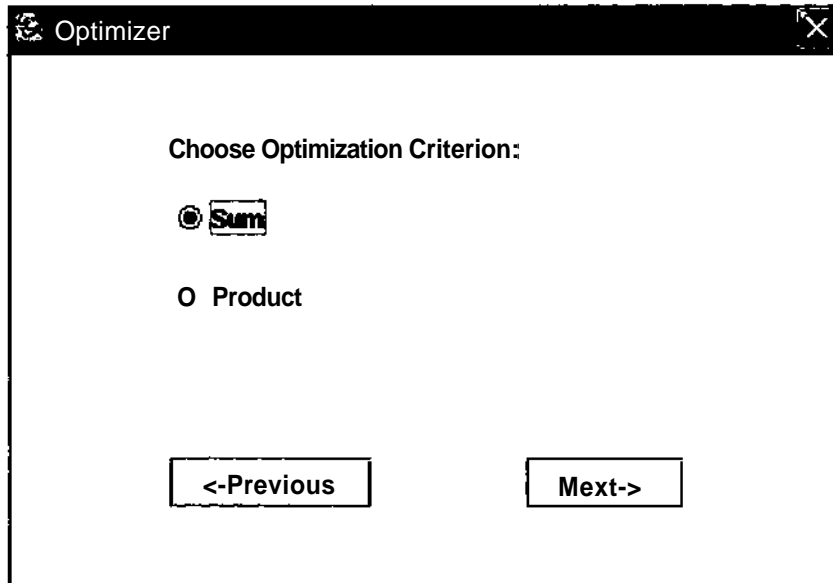 Optimizer
Choose Optimization Criterion:
Sum
O Product
<-Previous
Mext->